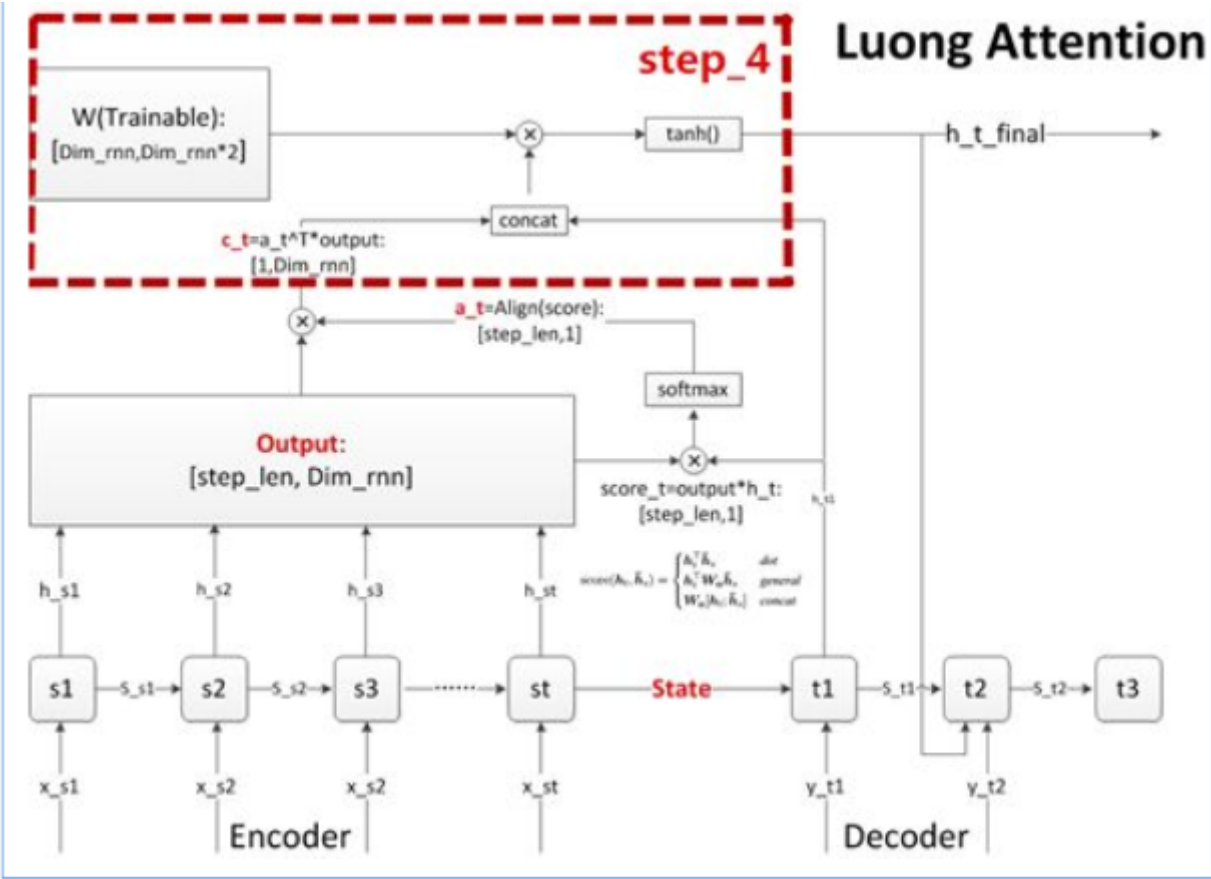 Luong Attention
step_4
W(Trainable):
[Dim_rnn,Dim_rnn*2]
tanh()
h_t_final
concat
c_t=a_t^T*output:
[1,Dim_rnn]
a_t=Align(score):
[step_len,1]
softmax
Output:
[step_len, Dim_rnn]
score_t=output*h_t:
[step_len,1]
h_t1
h_s1
h_s2
h_s3
h_st
dot
general
concat
s1
S_s1
s2
S_s2
s3
......
st
State
t1
S_t1
t2
S_t2
t3
x_s1
x_s2
x_s2
x_st
y_t1
y_t2
Encoder
Decoder